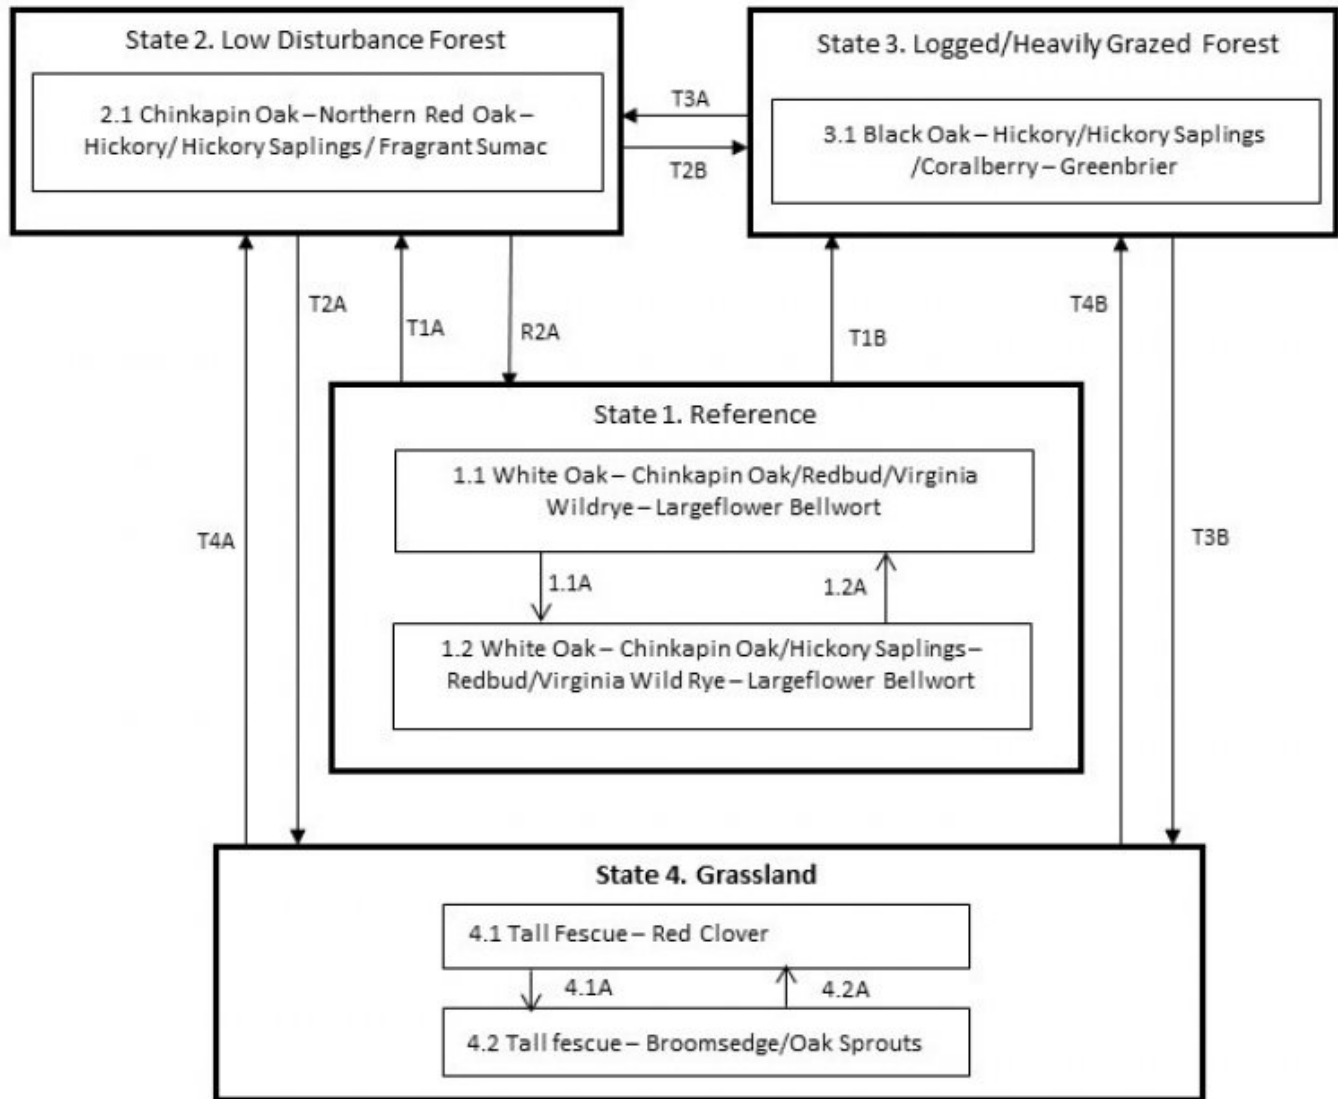 State 2. Low Disturbance Forest
2.1 Chinkapin Oak – Northern Red Oak –
Hickory/ Hickory Saplings / Fragrant Sumac
State 3. Logged/Heavily Grazed Forest
3.1 Black Oak – Hickory/Hickory Saplings
/Coralberry – Greenbrier
T3A
T2B
T2A
T1A
R2A
T1B
T4B
State 1. Reference
1.1 White Oak – Chinkapin Oak/Redbud/Virginia
Wildrye – Largeflower Bellwort
T4A
T3B
1.1A
1.2A
1.2 White Oak – Chinkapin Oak/Hickory Saplings–
Redbud/Virginia Wild Rye – Largeflower Bellwort
State 4. Grassland
4.1 Tall Fescue – Red Clover
4.1A
4.2A
4.2 Tall fescue – Broomsedge/Oak Sprouts